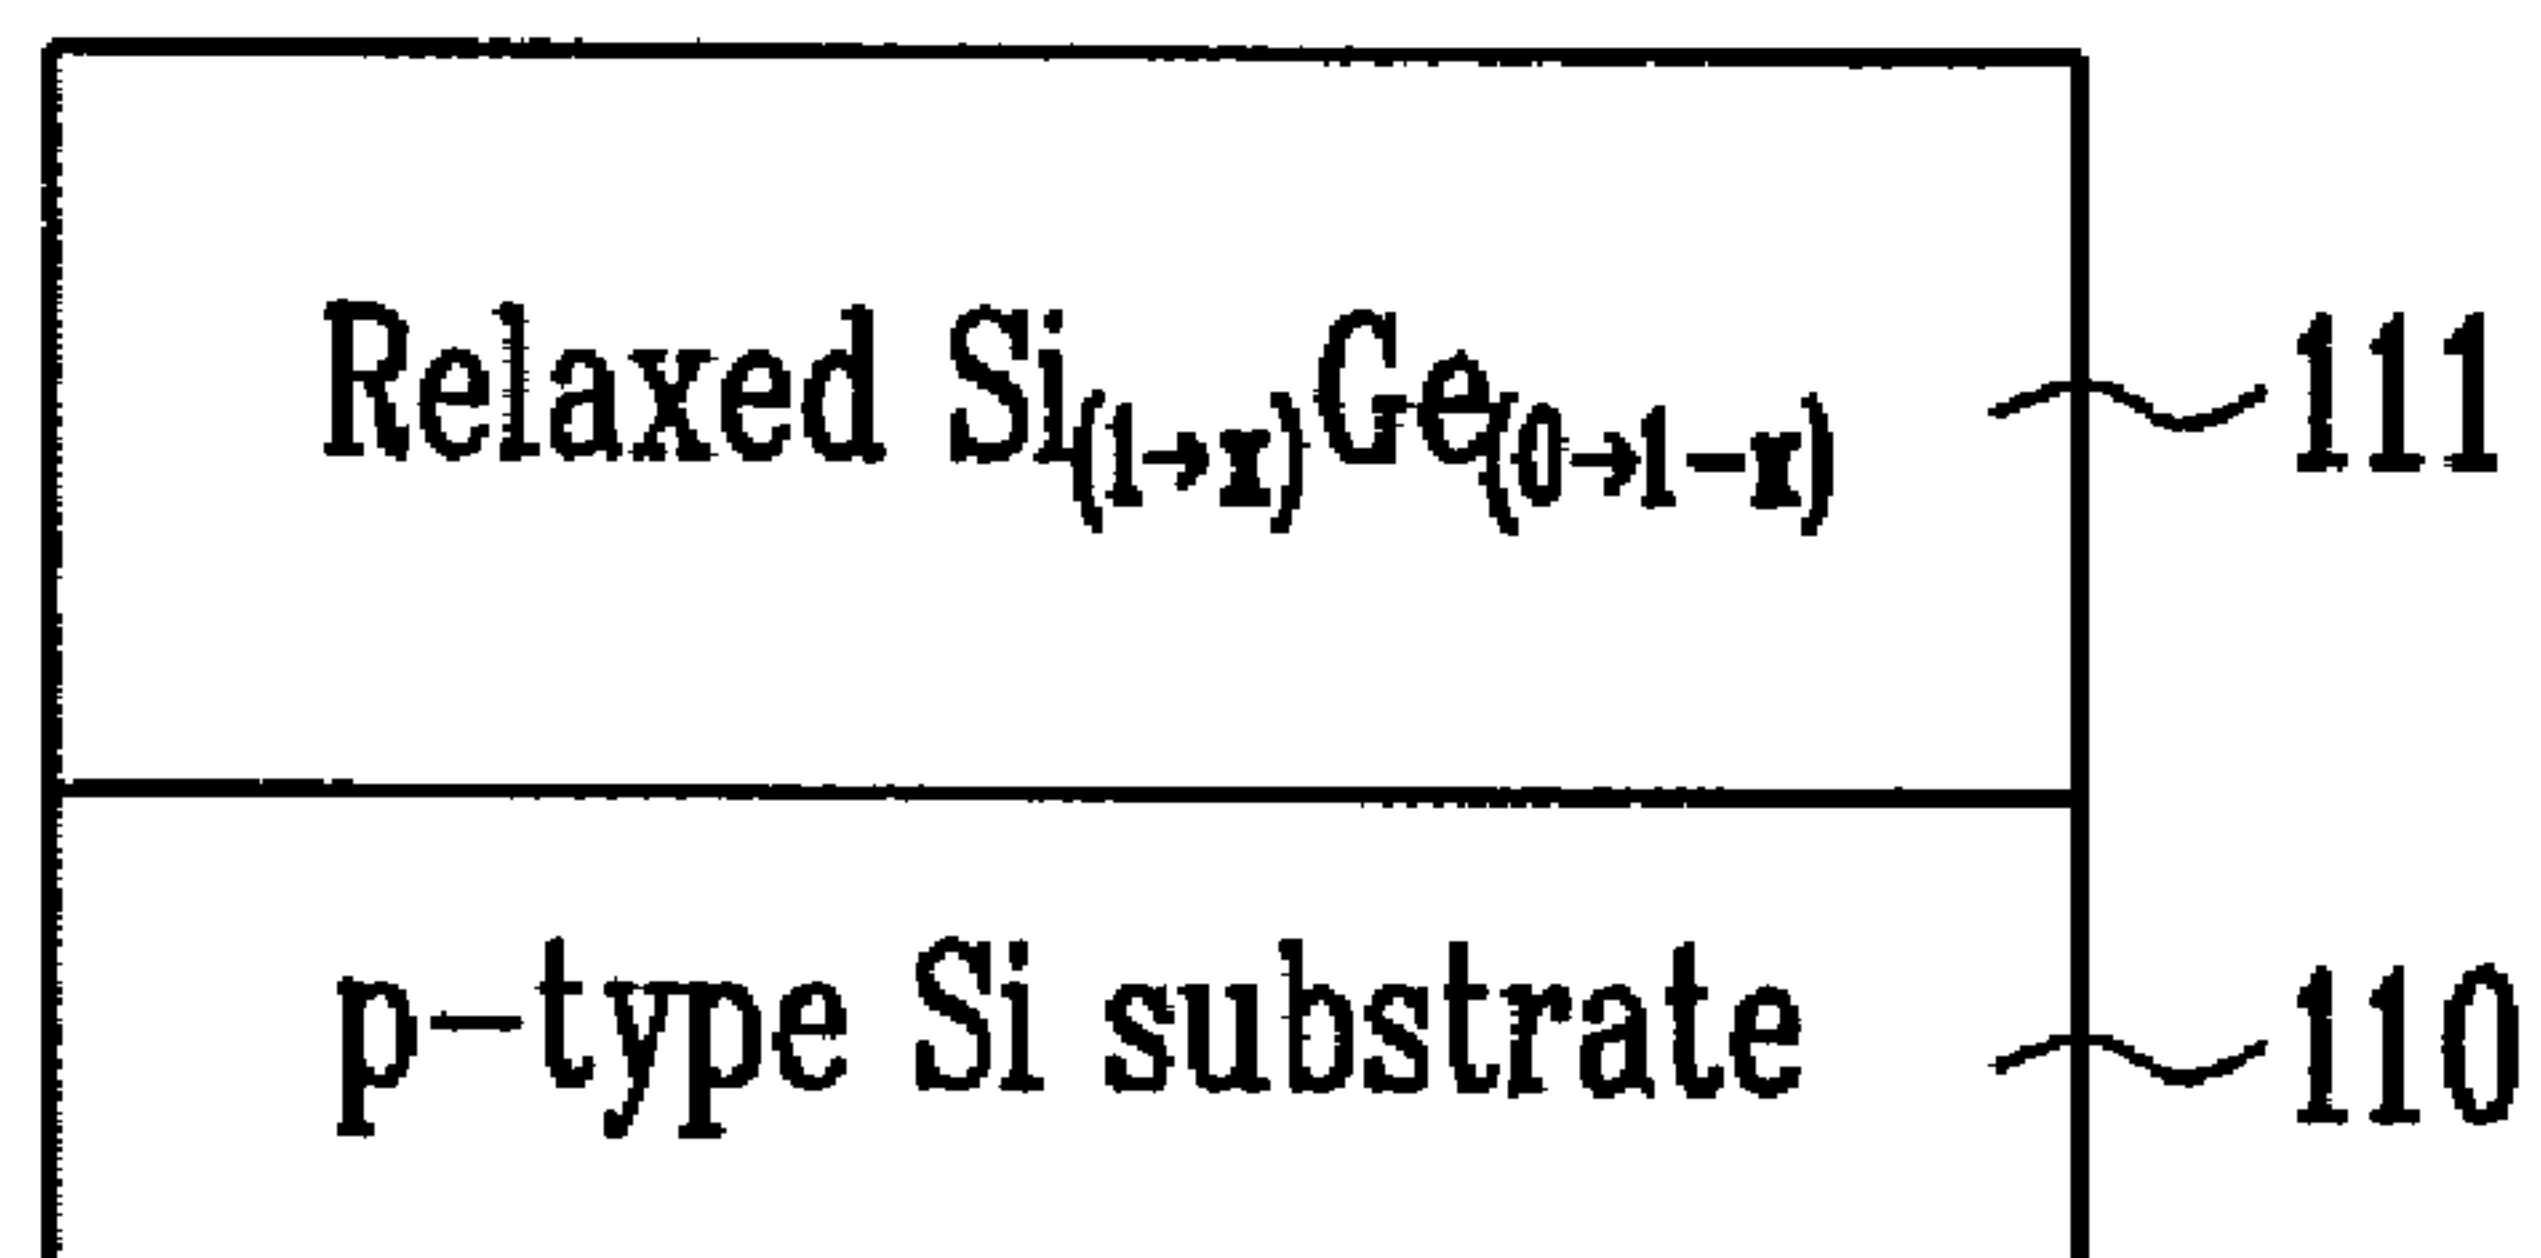 Relaxed Si(1→x)Ge(0→1−x) 111
p-type Si substrate 110